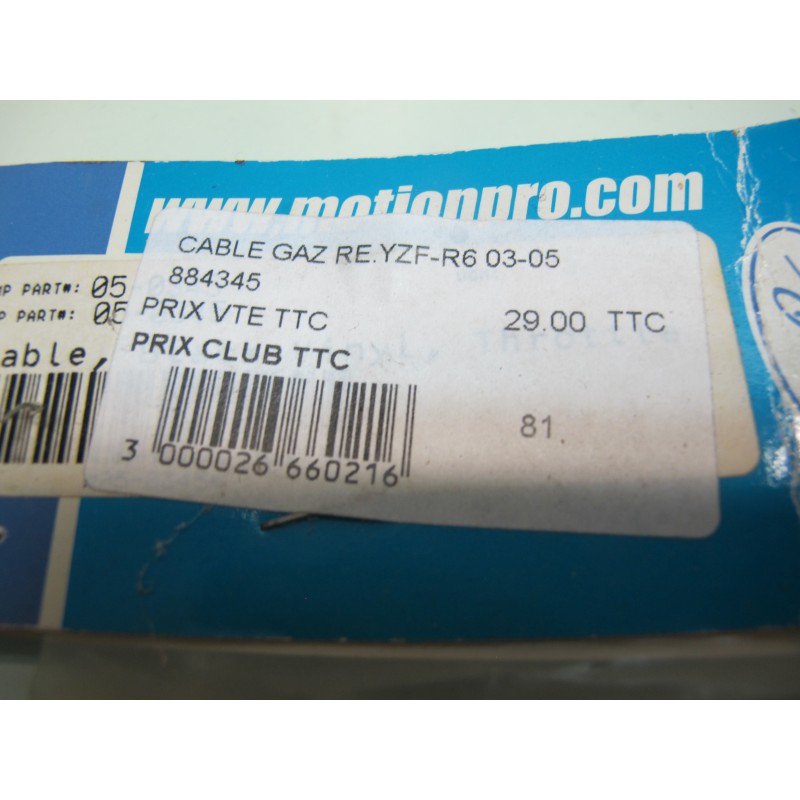 www.motionpro.com
CABLE GAZ RE.YZF-R6 03-05
884345
PRIX VTE TTC 29.00 TTC
PRIX CLUB TTC
81
3 000026 660216
MP PART#: 05
P PART#: 05
able,